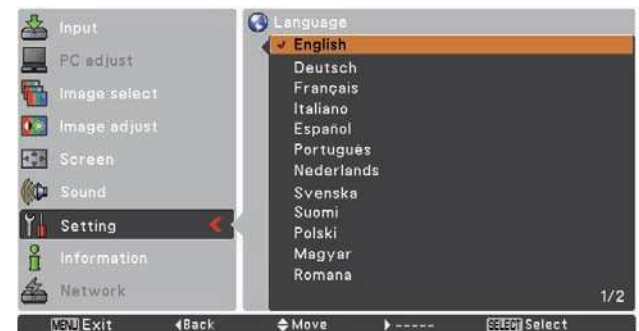 Input
PC adjust
Image select
Image adjust
Screen
Sound
Setting
Information
Network
Language
English
Deutsch
Français
Italiano
Español
Portugues
Nederlands
Svenska
Suomi
Polski
Magyar
Romana
1/2
MENU Exit
Back
Move
-----
SELECT Select